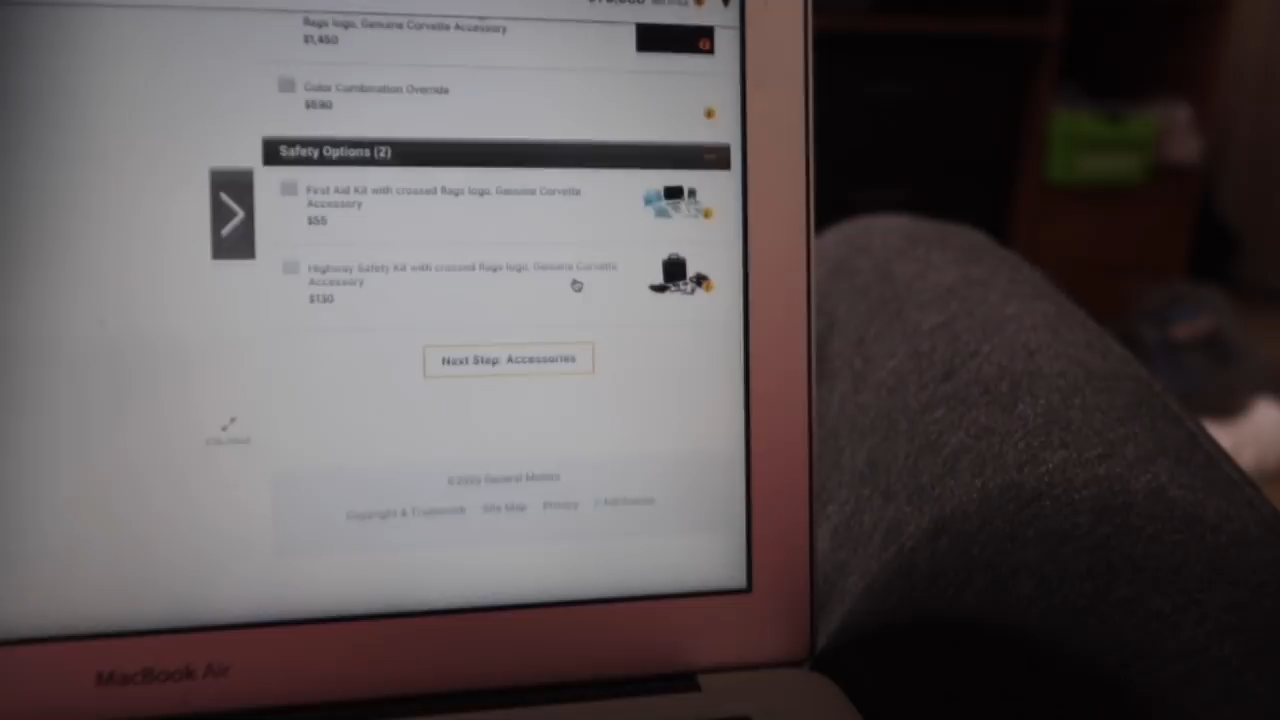 flags logo, Genuine Corvette Accessory
$1,450
Color Combination Override
$590
Safety Options (2)
First Aid Kit with crossed flags logo, Genuine Corvette
Accessory
$55
Highway Safety Kit with crossed flags logo, Genuine Corvette
Accessory
$130
Next Step: Accessories
General Motors
Copyright & Trademark Site Map Privacy
MacBook Air